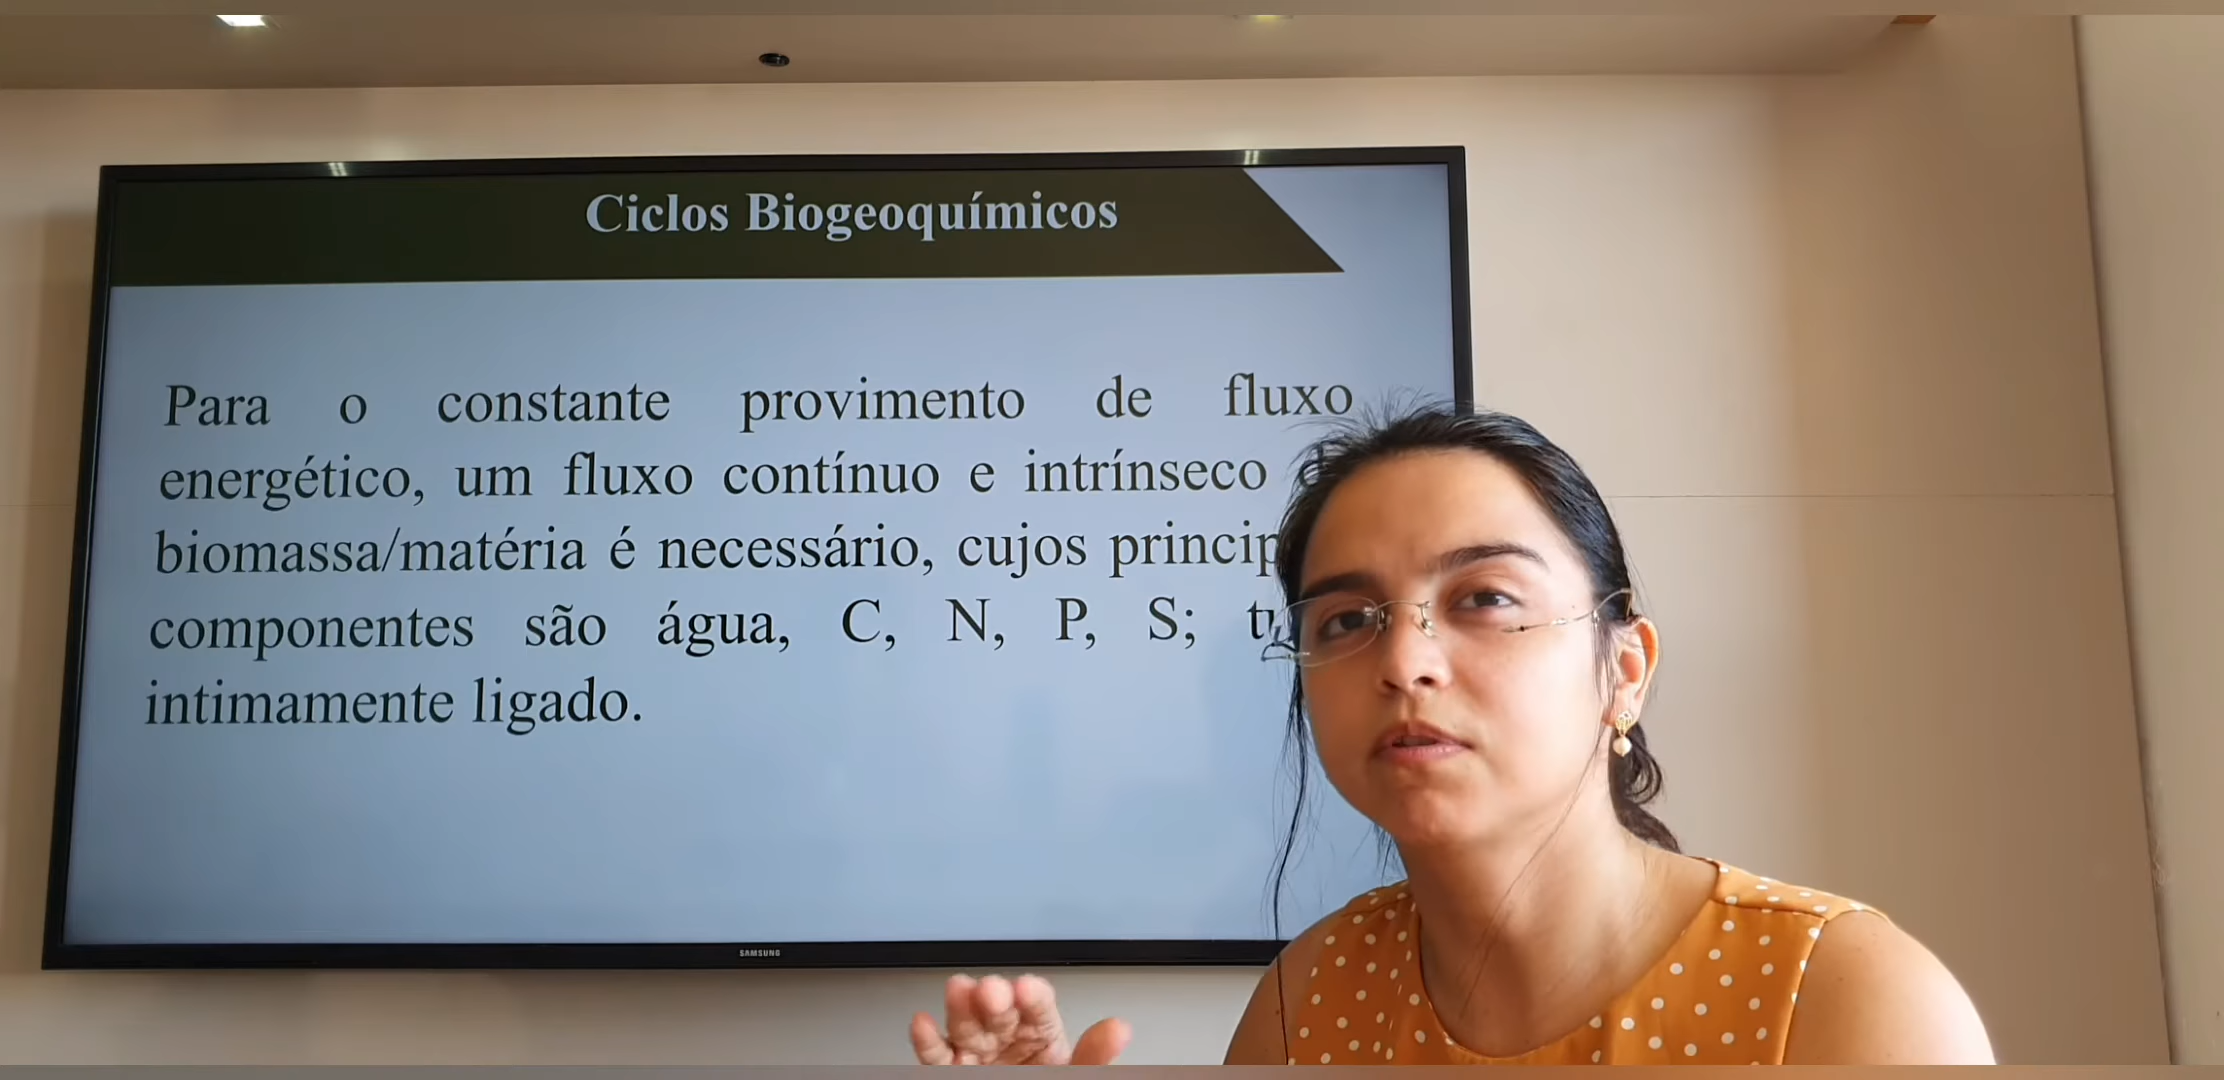 Ciclos Biogeoquímicos
Para o constante provimento de fluxo
energético, um fluxo contínuo e intrínseco
biomassa/matéria é necessário, cujos
componentes são água, C, N, P, S;
intimamente ligado.
SAMSUNG